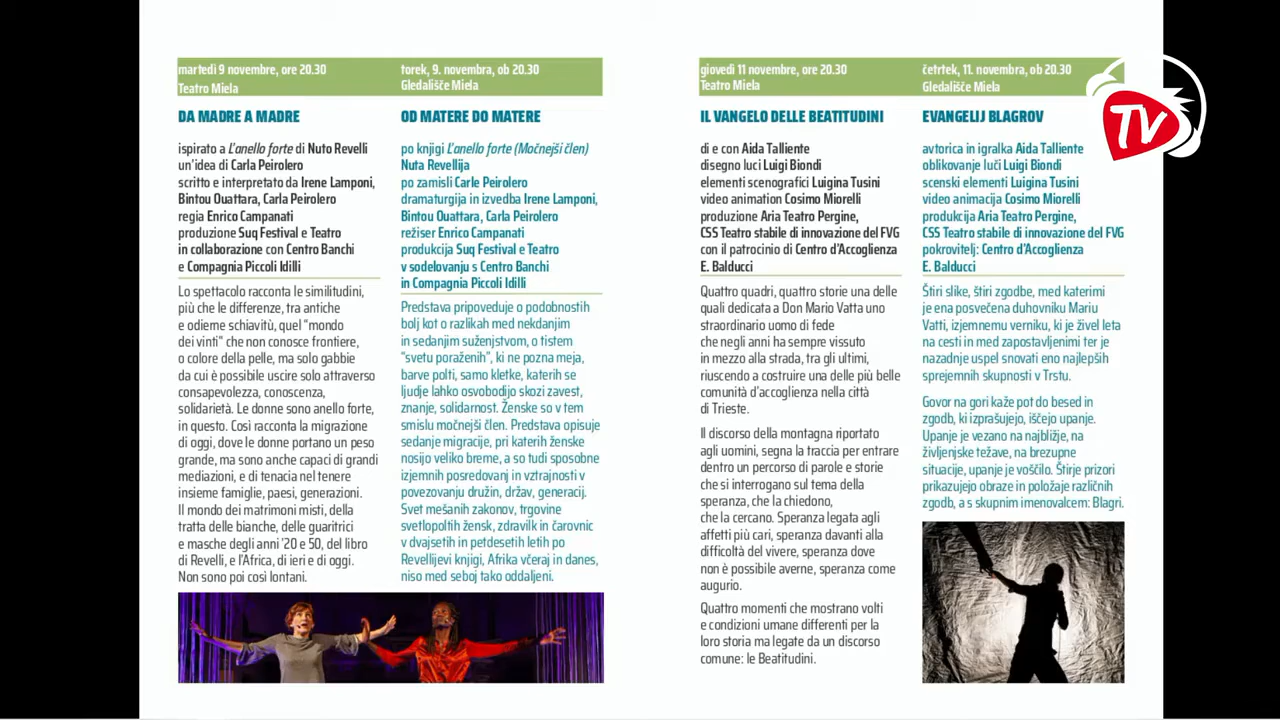 martedì 9 novembre, ore 20.30
Teatro Miela
DA MADRE A MADRE
ispirato a L'anello forte di Nuto Revelli
un'idea di Carla Peirolero
scritto e interpretato da Irene Lamponi,
Bintou Ouattara, Carla Peirolero
regia Enrico Campanati
produzione Suq Festival e Teatro
in collaborazione con Centro Banchi
e Compagnia Piccoli Idilli
Lo spettacolo racconta le similitudini,
più che le differenze, tra antiche
e odierne schiavitù, quel “mondo
dei vinti“ che non conosce frontiere,
o colore della pelle, ma solo gabbie
da cui è possibile uscire solo attraverso
consapevolezza, conoscenza,
solidarietà. Le donne sono anello forte,
in questo. Così racconta la migrazione
di oggi, dove le donne portano un peso
grande, ma sono anche capaci di grandi
mediazioni, e di tenacia nel tenere
insieme famiglie, paesi, generazioni.
Il mondo dei matrimoni misti, della
tratta delle bianche, delle guaritrici
e masche degli anni '20 e 50, del libro
di Revelli, e l'Africa, di ieri e di oggi.
Non sono poi così lontani.
torek, 9. novembra, ob 20.30
Gledališče Miela
OD MATERE DO MATERE
po knjigi L'anello forte (Močnejši člen)
Nuta Revellija
po zamisli Carle Peirolero
dramaturgija in izvedba Irene Lamponi,
Bintou Ouattara, Carla Peirolero
režiser Enrico Campanati
produkcija Suq Festival e Teatro
v sodelovanju s Centro Banchi
in Compagnia Piccoli Idilli
Predstava pripoveduje o podobnostih
bolj kot o razlikah med nekdanjim
in sedanjim suženjstvom, o tistem
“svetu poraženih”, ki ne pozna meja,
barve polti, samo kletke, katerih se
ljudje lahko osvobodijo skozi zavest,
znanje, solidarnost. Ženske so v tem
smislu močnejši člen. Predstava opisuje
sedanje migracije, pri katerih ženske
nosijo veliko breme, a so tudi sposobne
izjemnih posredovanj in vztrajnosti v
povezovanju družin, držav, generacij.
Svet mešanih zakonov, trgovine
svetlopoltih žensk, zdravilk in čarovnic
v dvajsetih in petdesetih letih po
Revellijevi knjigi, Afrika včeraj in danes,
niso med seboj tako oddaljeni.
giovedì 11 novembre, ore 20.30
Teatro Miela
IL VANGELO DELLE BEATITUDINI
di e con Aida Talliente
disegno luci Luigi Biondi
elementi scenografici Luigina Tusini
video animation Cosimo Miorelli
produzione Aria Teatro Pergine,
CSS Teatro stabile di innovazione del FVG
con il patrocinio di Centro d'Accoglienza
E. Balducci
Quattro quadri, quattro storie una delle
quali dedicata a Don Mario Vatta uno
straordinario uomo di fede
che negli anni ha sempre vissuto
in mezzo alla strada, tra gli ultimi,
riuscendo a costruire una delle più belle
comunità d'accoglienza nella città
di Trieste.
Il discorso della montagna riportato
agli uomini, segna la traccia per entrare
dentro un percorso di parole e storie
che si interrogano sul tema della
speranza, che la chiedono,
che la cercano. Speranza legata agli
affetti più cari, speranza davanti alla
difficoltà del vivere, speranza dove
non è possibile averne, speranza come
augurio.
Quattro momenti che mostrano volti
e condizioni umane differenti per la
loro storia ma legate da un discorso
comune: le Beatitudini.
četrtek, 11. novembra, ob 20.30
Gledališče Miela
EVANGELIJ BLAGROV
avtorica in igralka Aida Talliente
oblikovanje luči Luigi Biondi
scenski elementi Luigina Tusini
video animacija Cosimo Miorelli
produkcija Aria Teatro Pergine,
CSS Teatro stabile di innovazione del FVG
pokrovitelj: Centro d'Accoglienza
E. Balducci
Štiri slike, štiri zgodbe, med katerimi
je ena posvečena duhovniku Mariu
Vatti, izjemnemu verniku, ki je živel leta
na cesti in med zapostavljenimi ter je
nazadnje uspel snovati eno najlepših
sprejemnih skupnosti v Trstu.
Govor na gori kaže pot do besed in
zgodb, ki izprašujejo, iščejo upanje.
Upanje je vezano na najbližje, na
življenjske težave, na brezupne
situacije, upanje je voščilo. Štirje prizori
prikazujejo obraze in položaje različnih
zgodb, a s skupnim imenovalcem: Blagri.
TV